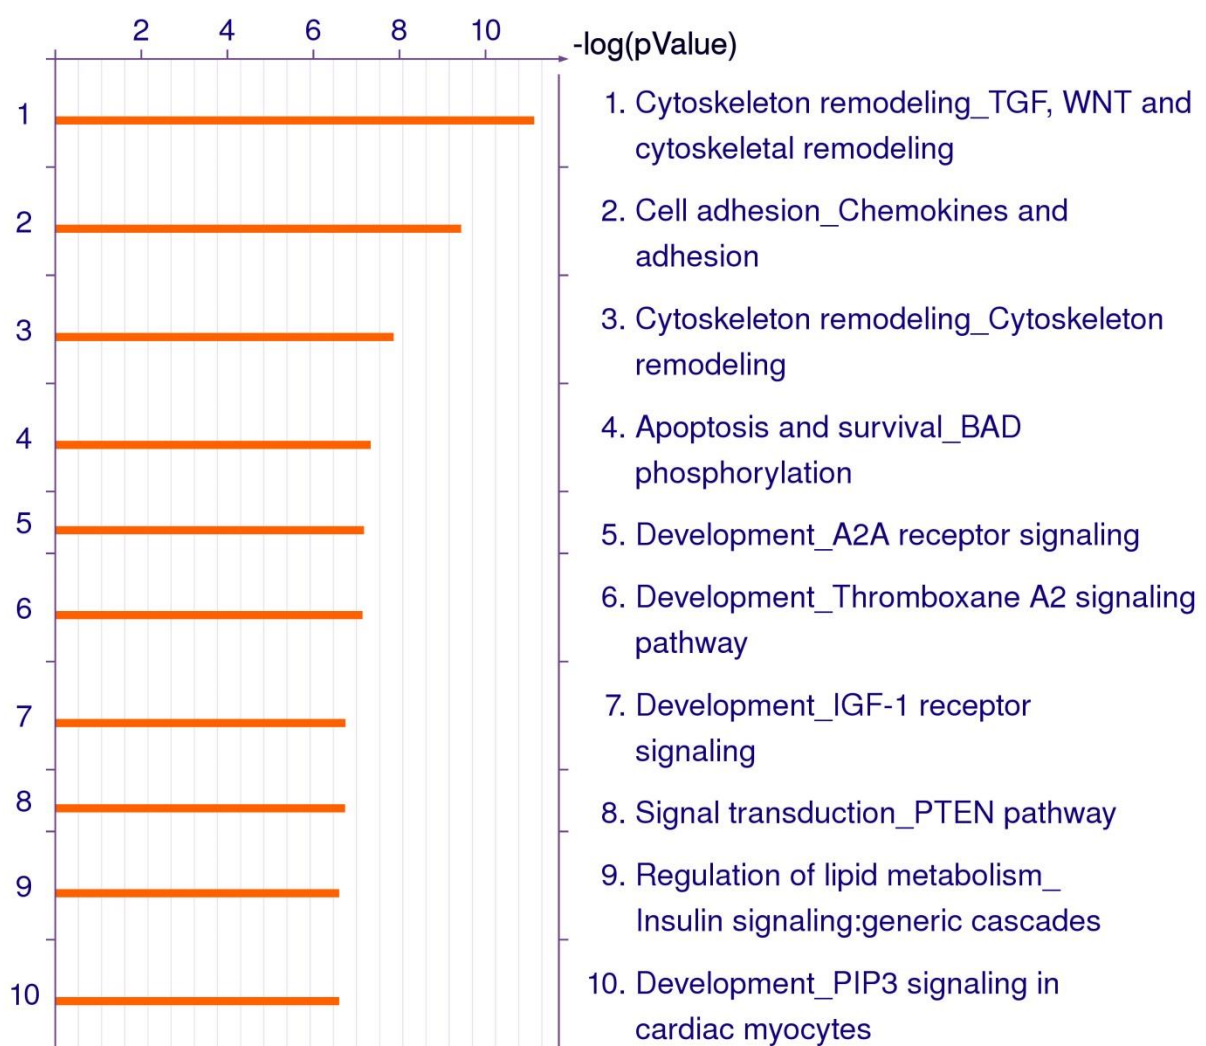 2 4 6 8 10
-log(pValue)
1
1. Cytoskeleton remodeling_TGF, WNT and
cytoskeletal remodeling
2
2. Cell adhesion_Chemokines and
adhesion
3
3. Cytoskeleton remodeling_Cytoskeleton
remodeling
4
4. Apoptosis and survival_BAD
phosphorylation
5
5. Development_A2A receptor signaling
6
6. Development_Thromboxane A2 signaling
pathway
7
7. Development_IGF-1 receptor
signaling
8
8. Signal transduction_PTEN pathway
9
9. Regulation of lipid metabolism_
Insulin signaling:generic cascades
10
10. Development_PIP3 signaling in
cardiac myocytes